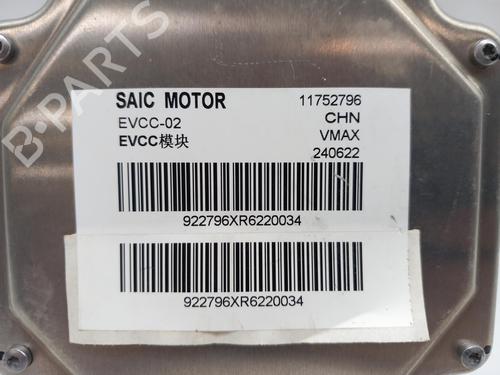 B-PARTS
SAIC MOTOR 11752796
EVCC-02 CHN
EVCC模块 VMAX
240622
922796XR6220034
922796XR6220034